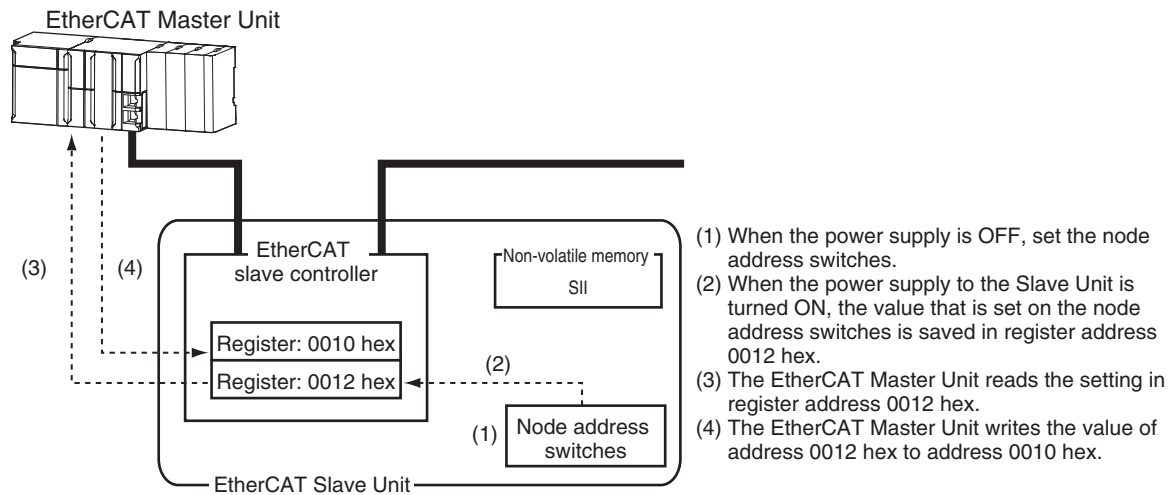 EtherCAT Master Unit
(3)
(4)
EtherCAT
slave controller
Register: 0010 hex
Register: 0012 hex
Non-volatile memory
SII
(2)
(1)
Node address
switches
EtherCAT Slave Unit
(1) When the power supply is OFF, set the node
address switches.
(2) When the power supply to the Slave Unit is
turned ON, the value that is set on the node
address switches is saved in register address
0012 hex.
(3) The EtherCAT Master Unit reads the setting in
register address 0012 hex.
(4) The EtherCAT Master Unit writes the value of
address 0012 hex to address 0010 hex.